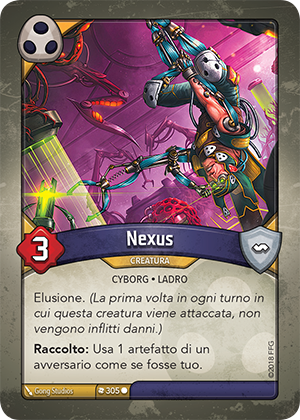 Nexus
CREATURA
3
CYBORG • LADRO
Elusione. (La prima volta in ogni turno in
cui questa creatura viene attaccata, non
vengono inflitti danni.)
Raccolto: Usa 1 artefatto di un
avversario come se fosse tuo.
©2018 FFG
Gong Studios
305